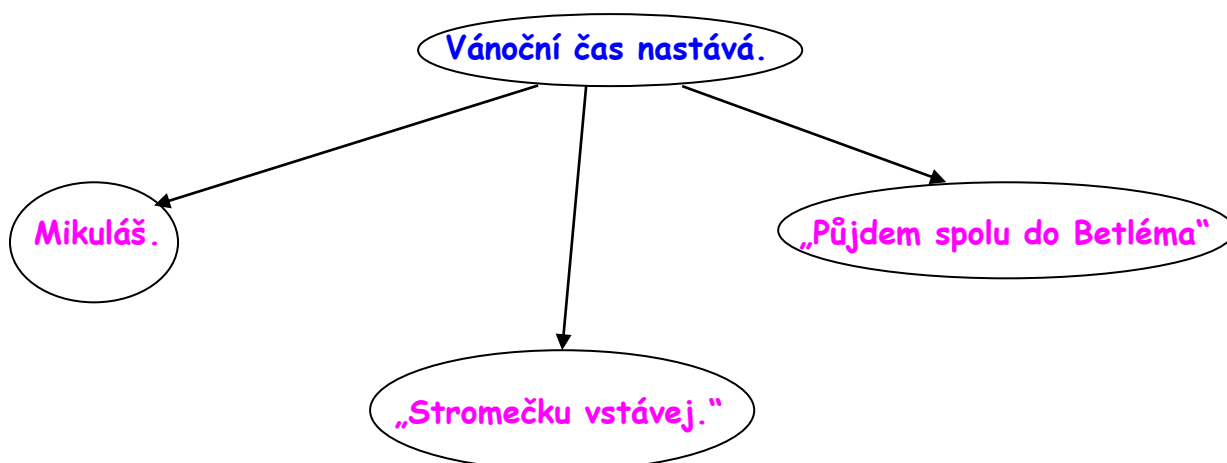 Vánoční čas nastává.
Mikuláš.
„Půjdem spolu do Betléma“
„Stromečku vstávej.“